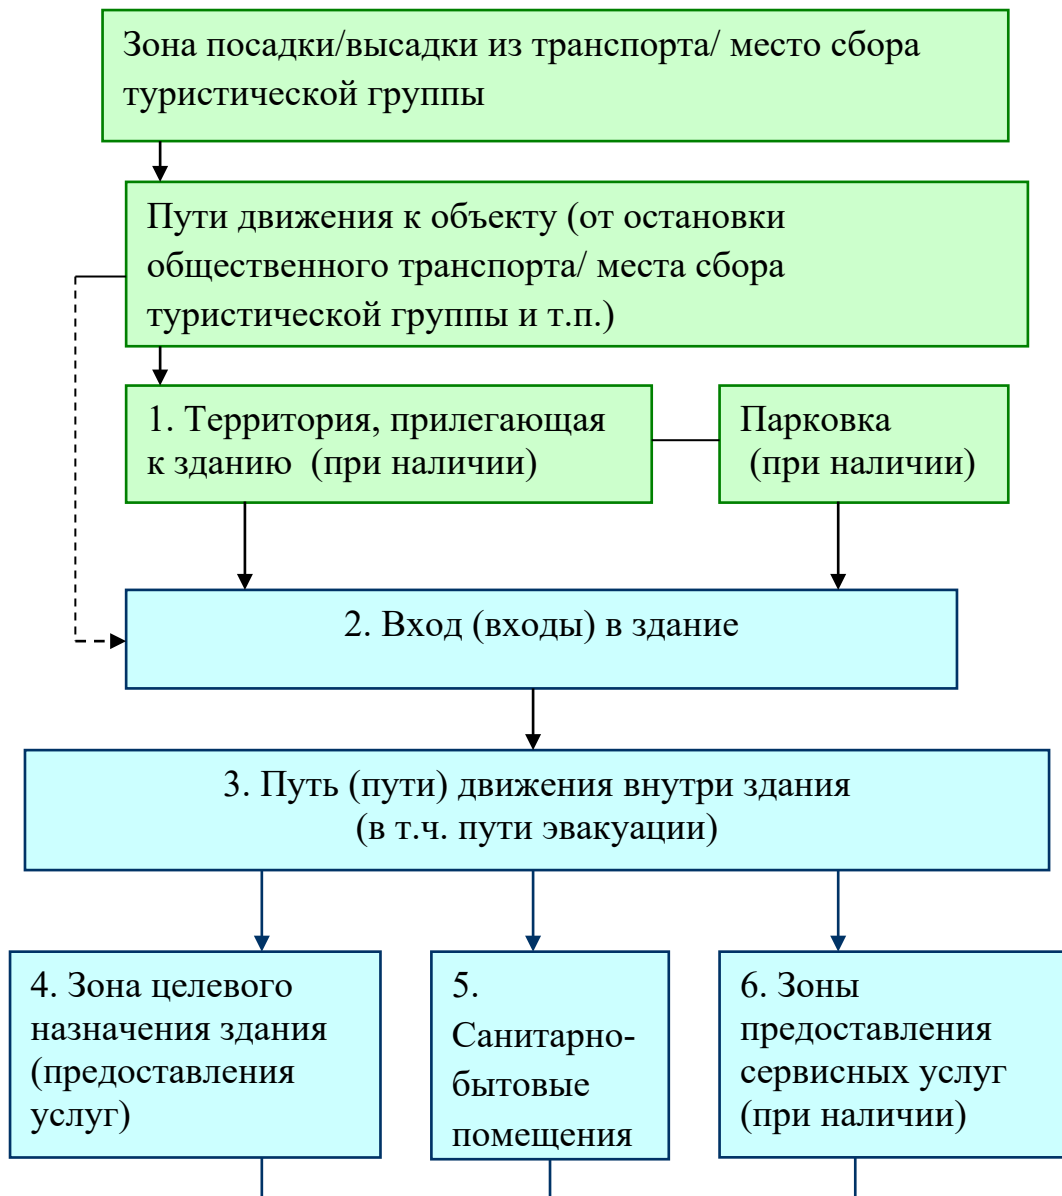 Зона посадки/высадки из транспорта/ место сбора
туристической группы
Пути движения к объекту (от остановки
общественного транспорта/ места сбора
туристической группы и т.п.)
1. Территория, прилегающая
к зданию (при наличии)
Парковка
(при наличии)
2. Вход (входы) в здание
3. Путь (пути) движения внутри здания
(в т.ч. пути эвакуации)
4. Зона целевого
назначения здания
(предоставления
услуг)
5.
Санитарно-
бытовые
помещения
6. Зоны
предоставления
сервисных услуг
(при наличии)